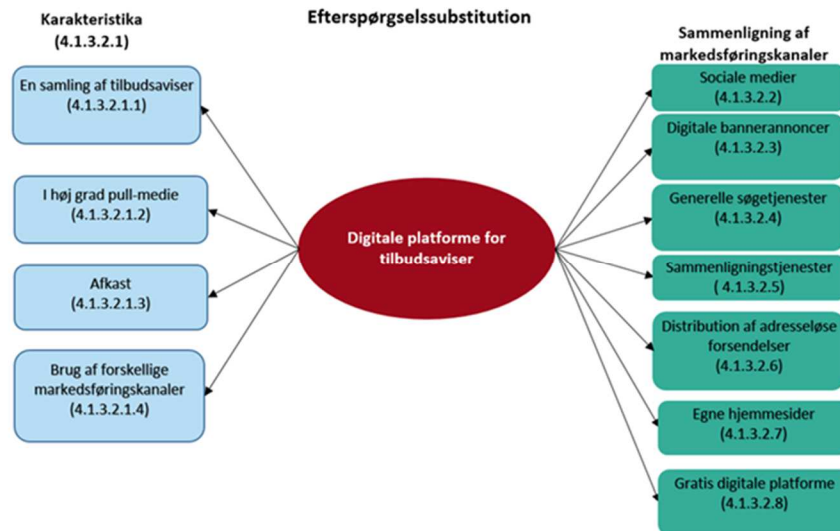 Efterspørgselssubstitution
Karakteristika
(4.1.3.2.1)
En samling af tilbudsaviser
(4.1.3.2.1.1)
I høj grad pull-medie
(4.1.3.2.1.2)
Afkast
(4.1.3.2.1.3)
Brug af forskellige
markedsføringskanaler
(4.1.3.2.1.4)
Digitale platforme for
tilbudsaviser
Sammenligning af
markedsføringskanaler
Sociale medier
(4.1.3.2.2)
Digitale bannerannoncer
(4.1.3.2.3)
Generelle søgetjenester
(4.1.3.2.4)
Sammenligningstjenester
( 4.1.3.2.5)
Distribution af adresseløse
forsendelser
(4.1.3.2.6)
Egne hjemmesider
(4.1.3.2.7)
Gratis digitale platforme
(4.1.3.2.8)